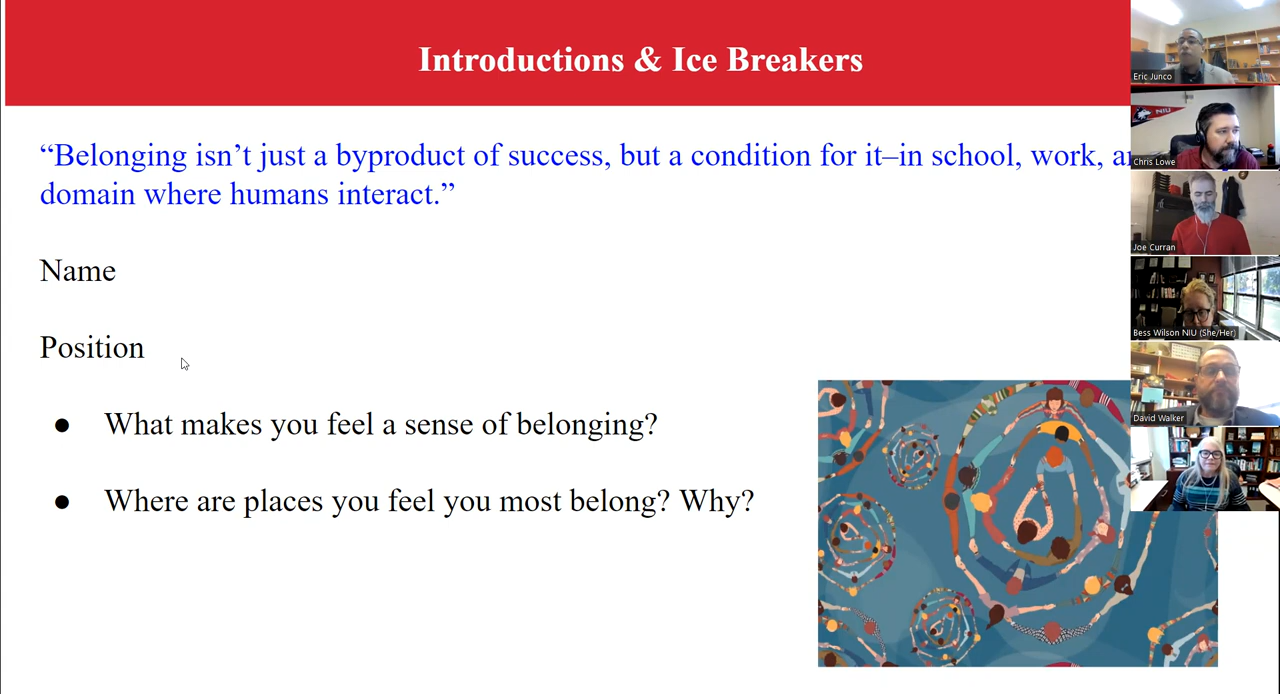 Introductions & Ice Breakers
“Belonging isn’t just a byproduct of success, but a condition for it–in school, work,
domain where humans interact.”
Name
Position
● What makes you feel a sense of belonging?
● Where are places you feel you most belong? Why?
Eric Junco
NIU
Chris Lowe
Joe Curran
Bess Wilson NIU (She/Her)
David Walker